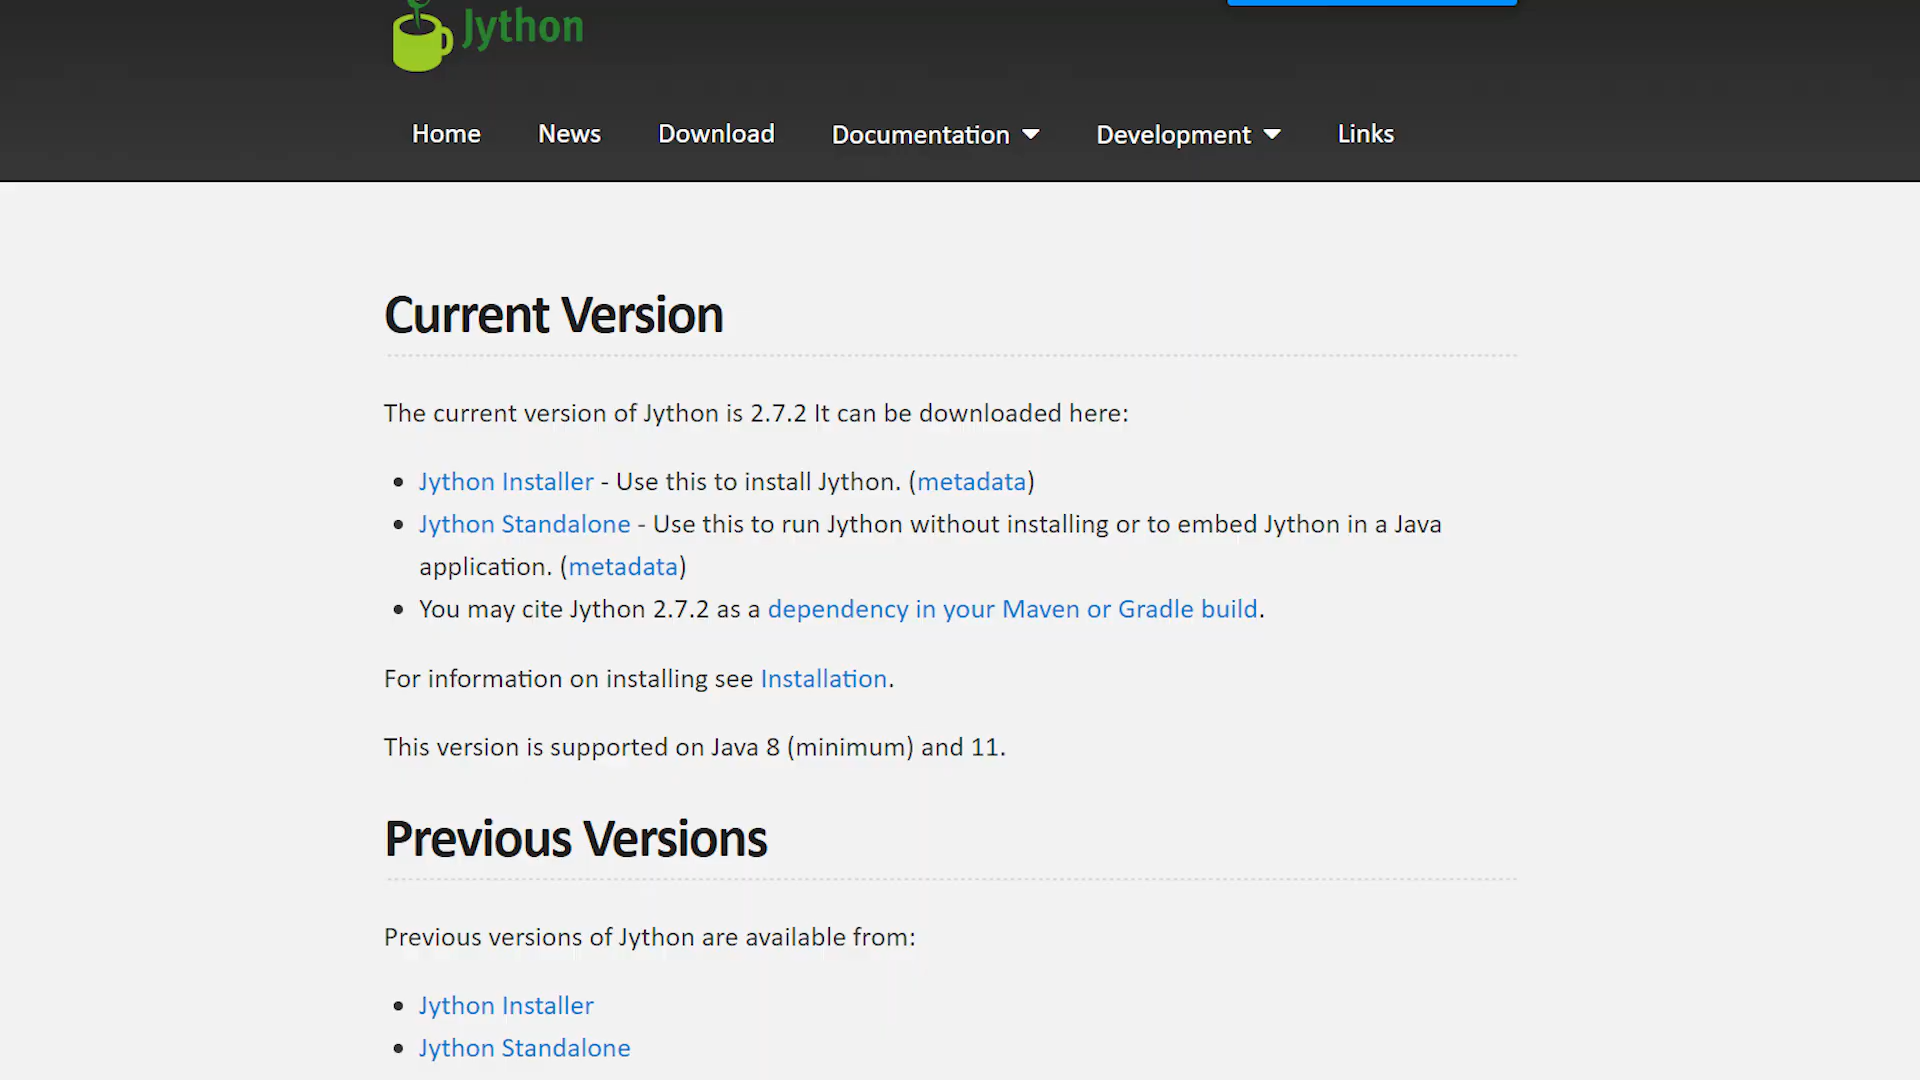 Jython
Home News Download Documentation Development Links
Current Version
The current version of Jython is 2.7.2 It can be downloaded here:
Jython Installer - Use this to install Jython. (metadata)
Jython Standalone - Use this to run Jython without installing or to embed Jython in a Java
application. (metadata)
You may cite Jython 2.7.2 as a dependency in your Maven or Gradle build.
For information on installing see Installation.
This version is supported on Java 8 (minimum) and 11.
Previous Versions
Previous versions of Jython are available from:
Jython Installer
Jython Standalone